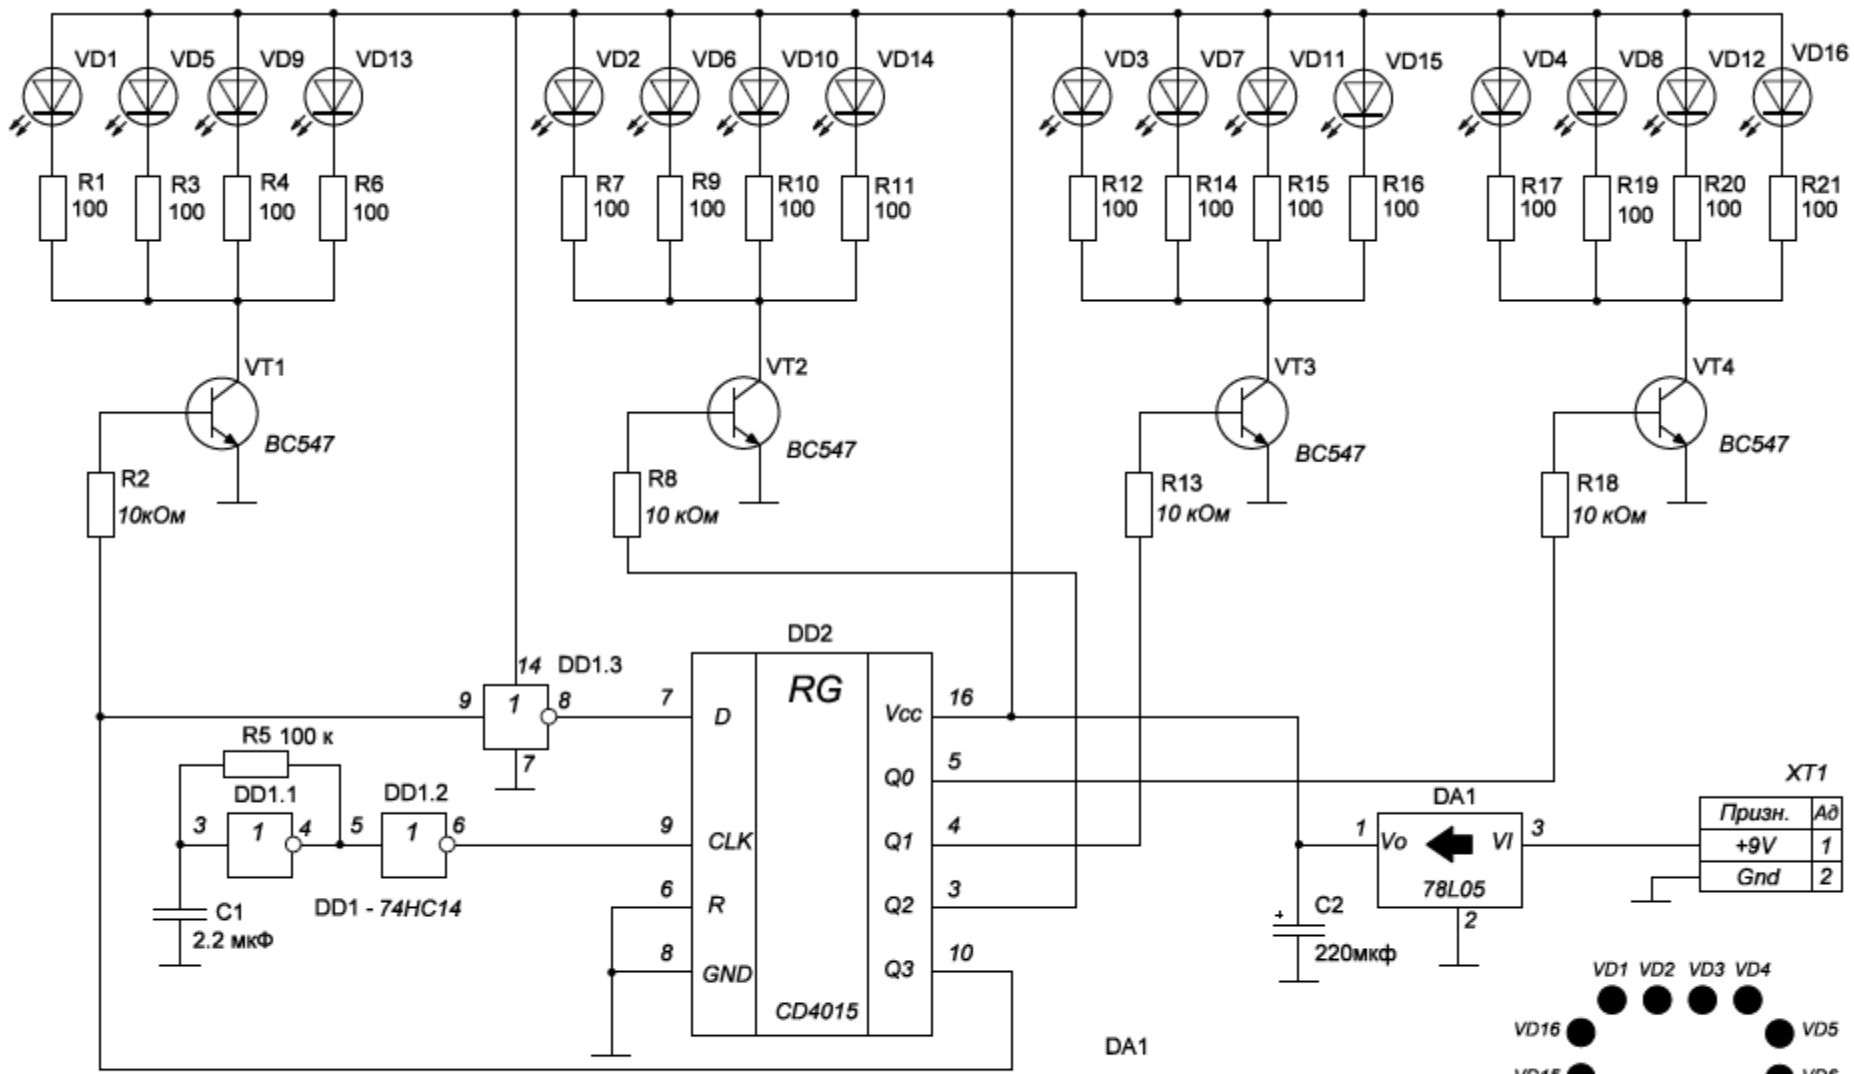 VD1 VD5 VD9 VD13 VD2 VD6 VD10 VD14 VD3 VD7 VD11 VD15 VD4 VD8 VD12 VD16
R1 R3 R4 R6 R7 R9 R10 R11 R12 R14 R15 R16 R17 R19 R20 R21
100 100 100 100 100 100 100 100 100 100 100 100 100 100 100 100
VT1 VT2 VT3 VT4
BC547 BC547 BC547 BC547
R2 R8 R13 R18
10кОм 10 кОм 10 кОм 10 кОм
DD2
14 DD1.3
9 1 8 7 D RG Vcc 16
R5 100 к
7
Q0 5
XT1
DD1.1 DD1.2 DA1
Призн. Ад
3 1 4 5 1 6 9 CLK Q1 4 1 Vo VI 3 +9V 1
78L05 Gnd 2
DD1 - 74HC14
C1
2.2 мкФ
6 R Q2 3
C2
220мкф
2
8 GND Q3 10
CD4015
VD1 VD2 VD3 VD4
VD16 VD5
DA1
+
VD15 VD6